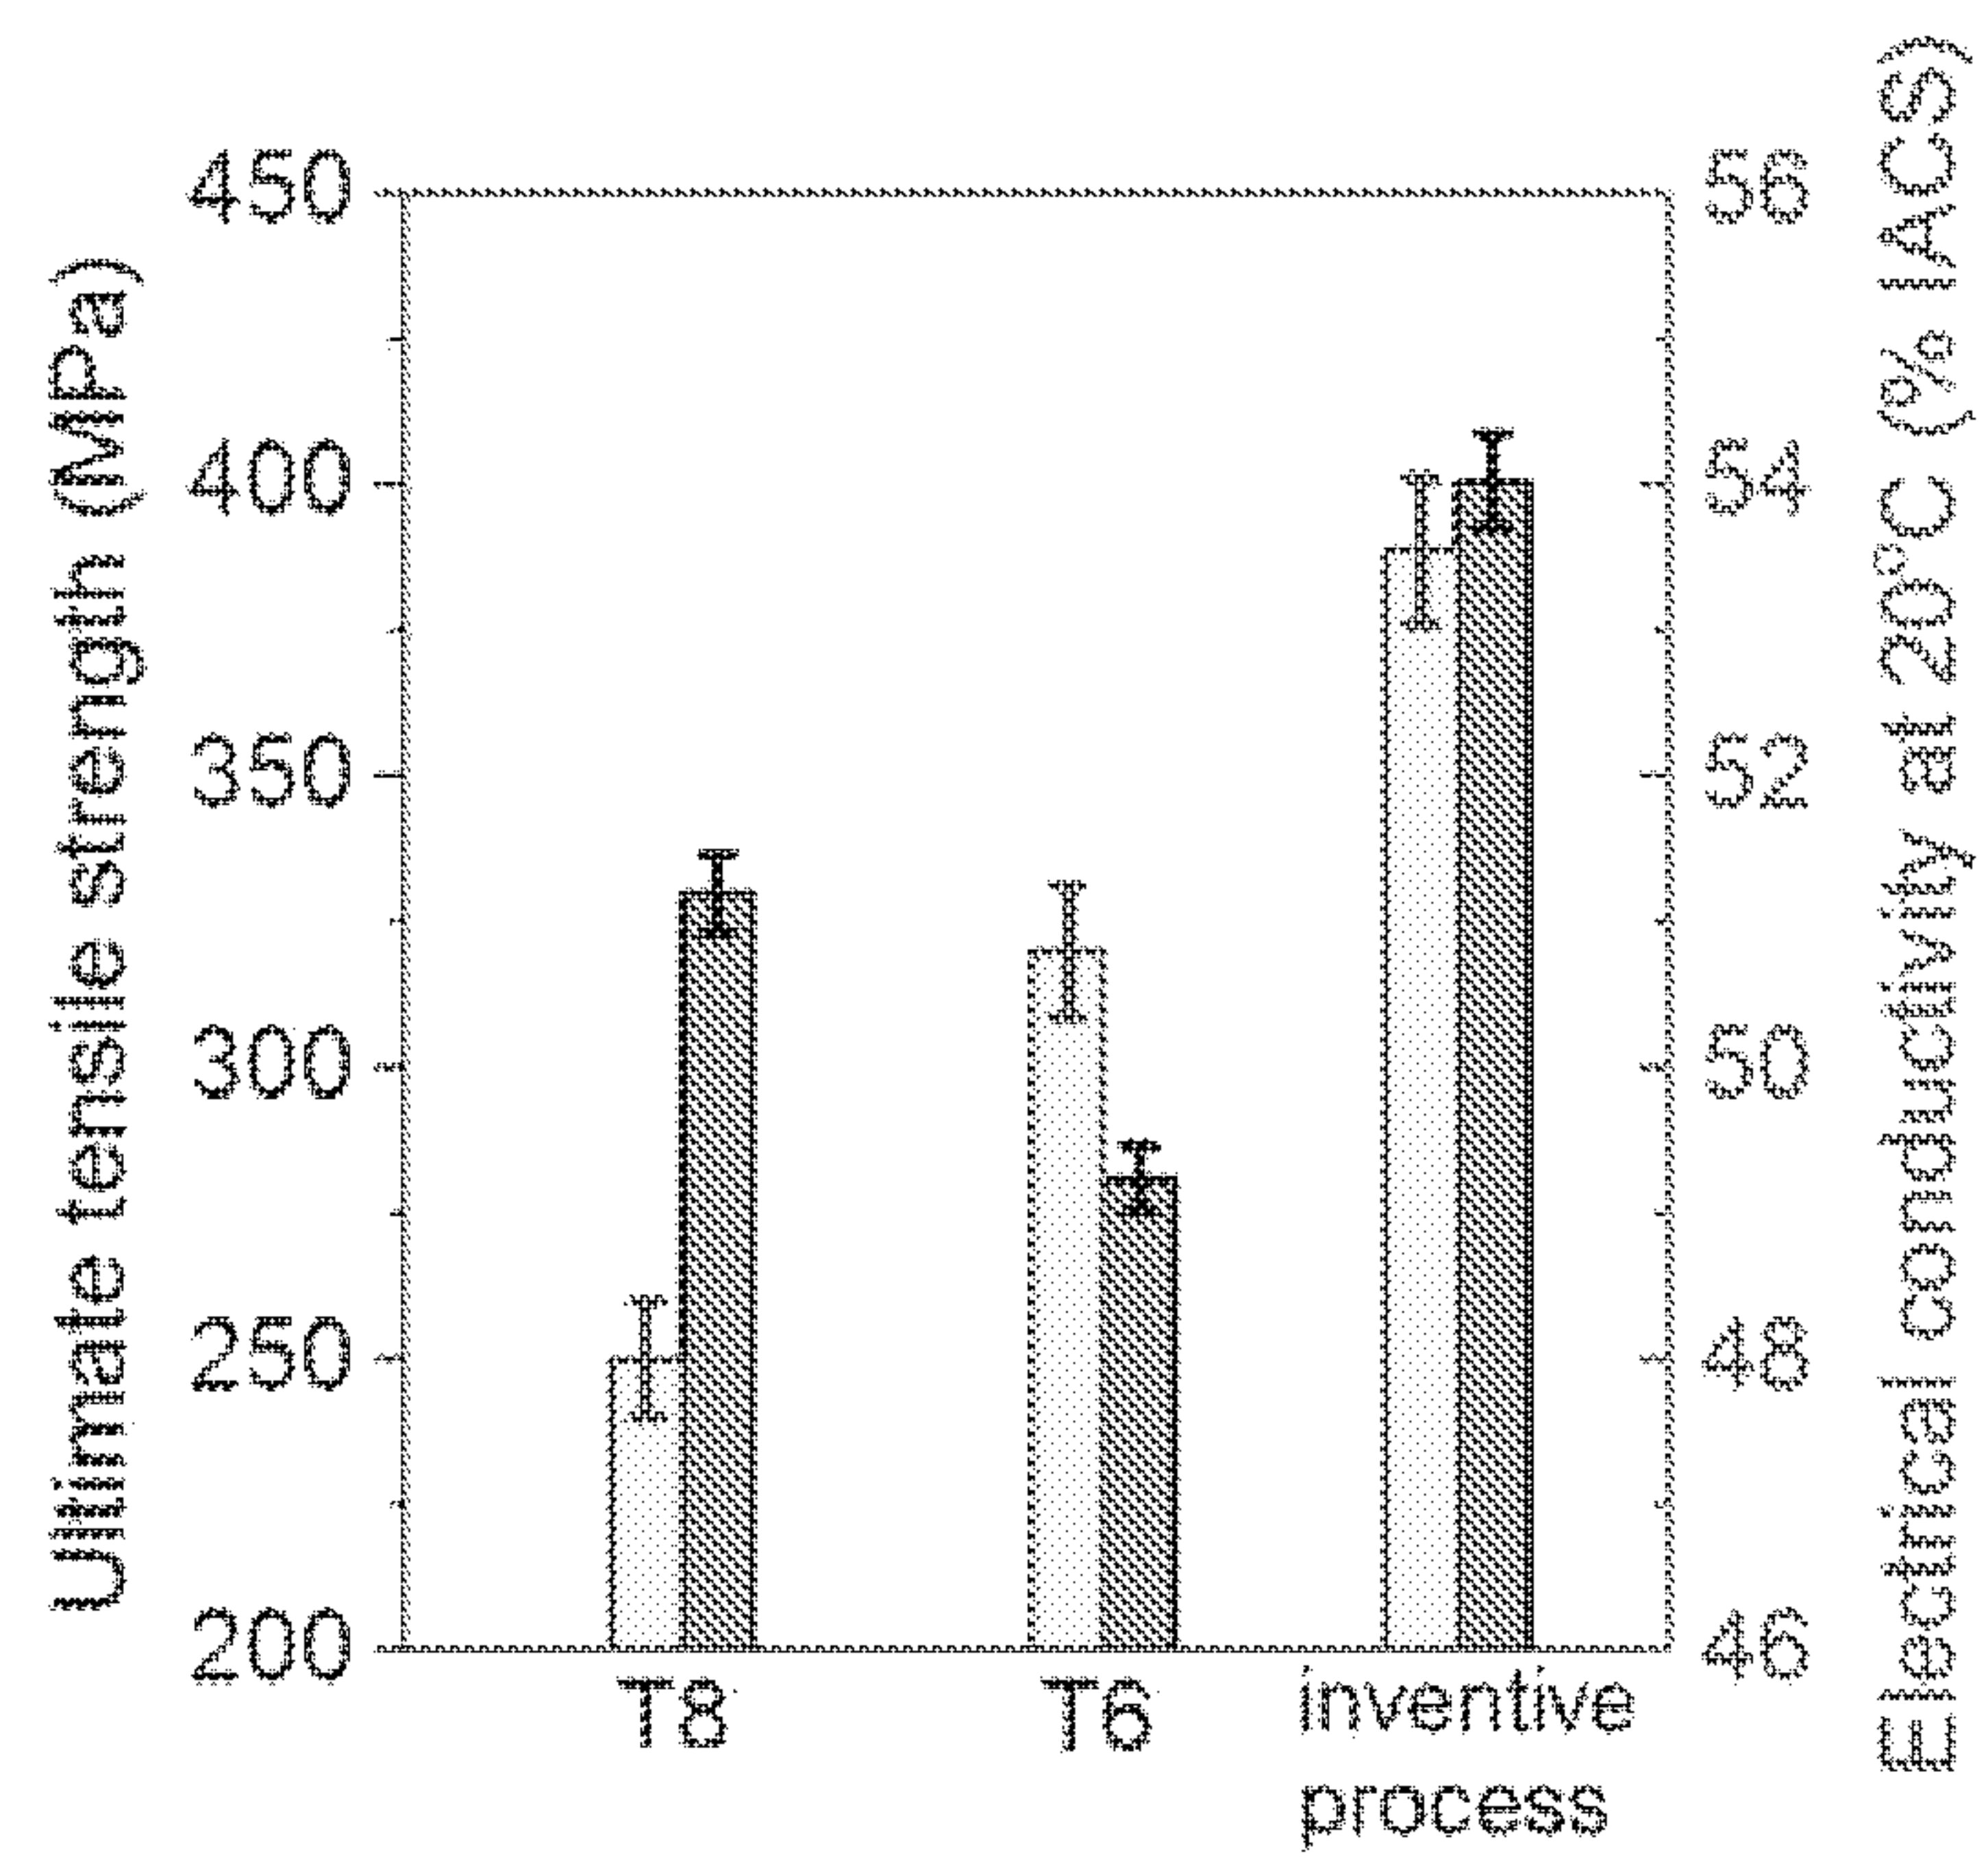 Ultimate tensile strength (MPa)
450
400
350
300
250
200
T8
T6
inventive
process
56
54
52
50
48
46
Electrical conductivity at 20°C (% IACS)